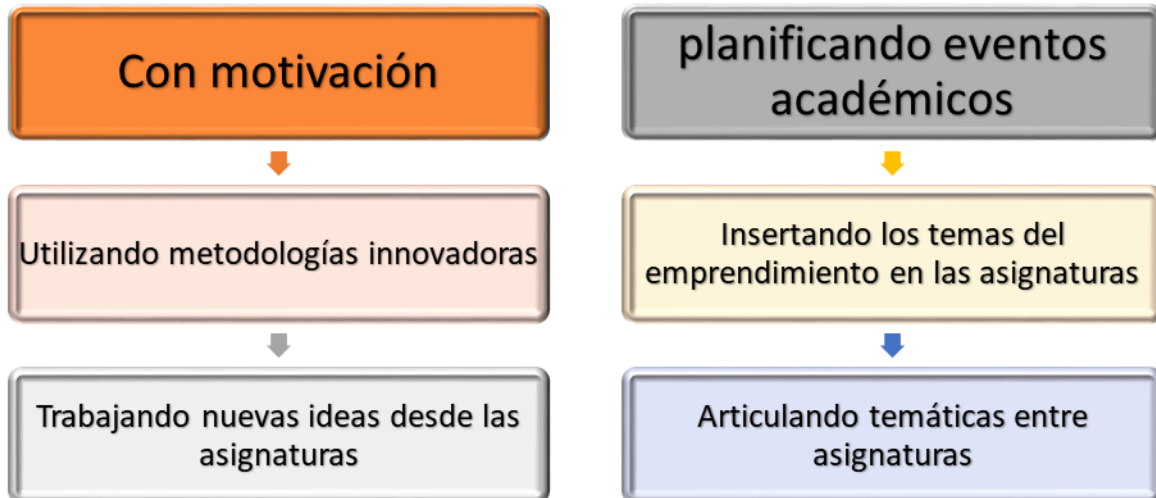 Con motivación
Utilizando metodologías innovadoras
Trabajando nuevas ideas desde las
asignaturas
planificando eventos
académicos
Insertando los temas del
emprendimiento en las asignaturas
Articulando temáticas entre
asignaturas